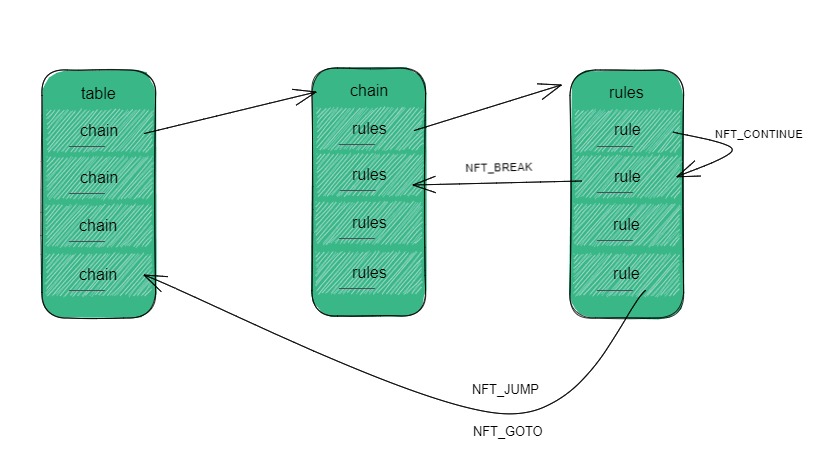 table
chain
chain
chain
chain
chain
rules
rules
rules
rules
rules
rule
rule
rule
rule
NFT_CONTINUE
NFT_BREAK
NFT_JUMP
NFT_GOTO